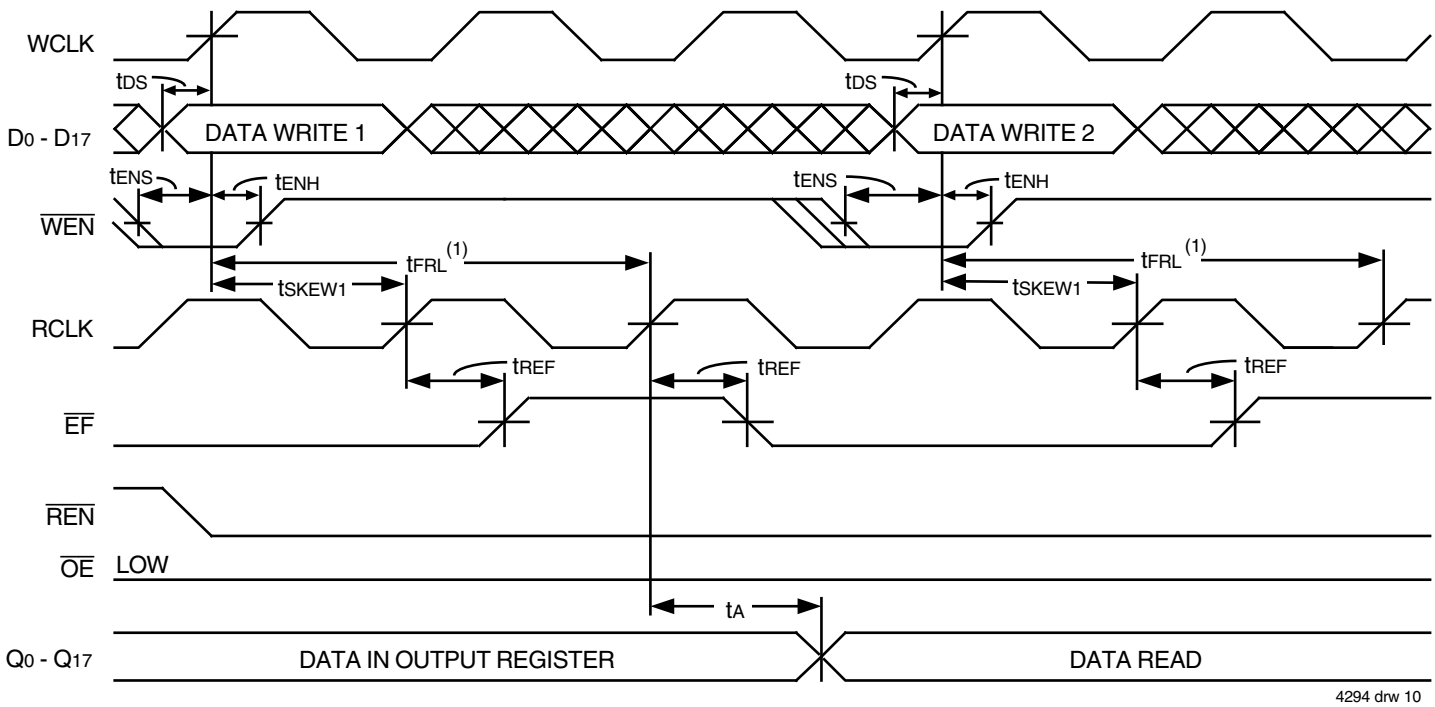 WCLK
tDS
tDS
D0 - D17
DATA WRITE 1
DATA WRITE 2
tENS
tENH
tENS
tENH
WEN
tFRL(1)
tFRL(1)
tSKEW1
tSKEW1
RCLK
tREF
tREF
tREF
EF
REN
OE
LOW
tA
Q0 - Q17
DATA IN OUTPUT REGISTER
DATA READ
4294 drw 10